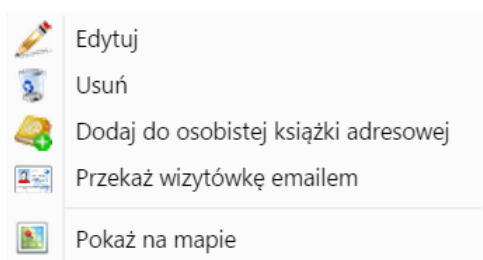 Edytuj
Usuń
Dodaj do osobistej książki adresowej
Przekaż wizytówkę emailem
Pokaż na mapie